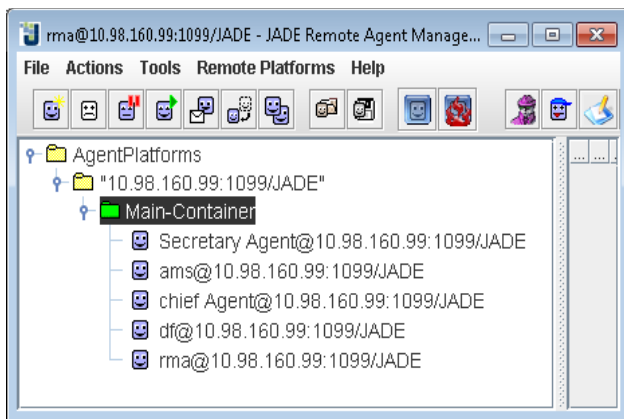 rma@10.98.160.99:1099/JADE - JADE Remote Agent Manage...
File Actions Tools Remote Platforms Help
AgentPlatforms
"10.98.160.99:1099/JADE"
Main-Container
Secretary Agent@10.98.160.99:1099/JADE
ams@10.98.160.99:1099/JADE
chief Agent@10.98.160.99:1099/JADE
df@10.98.160.99:1099/JADE
rma@10.98.160.99:1099/JADE